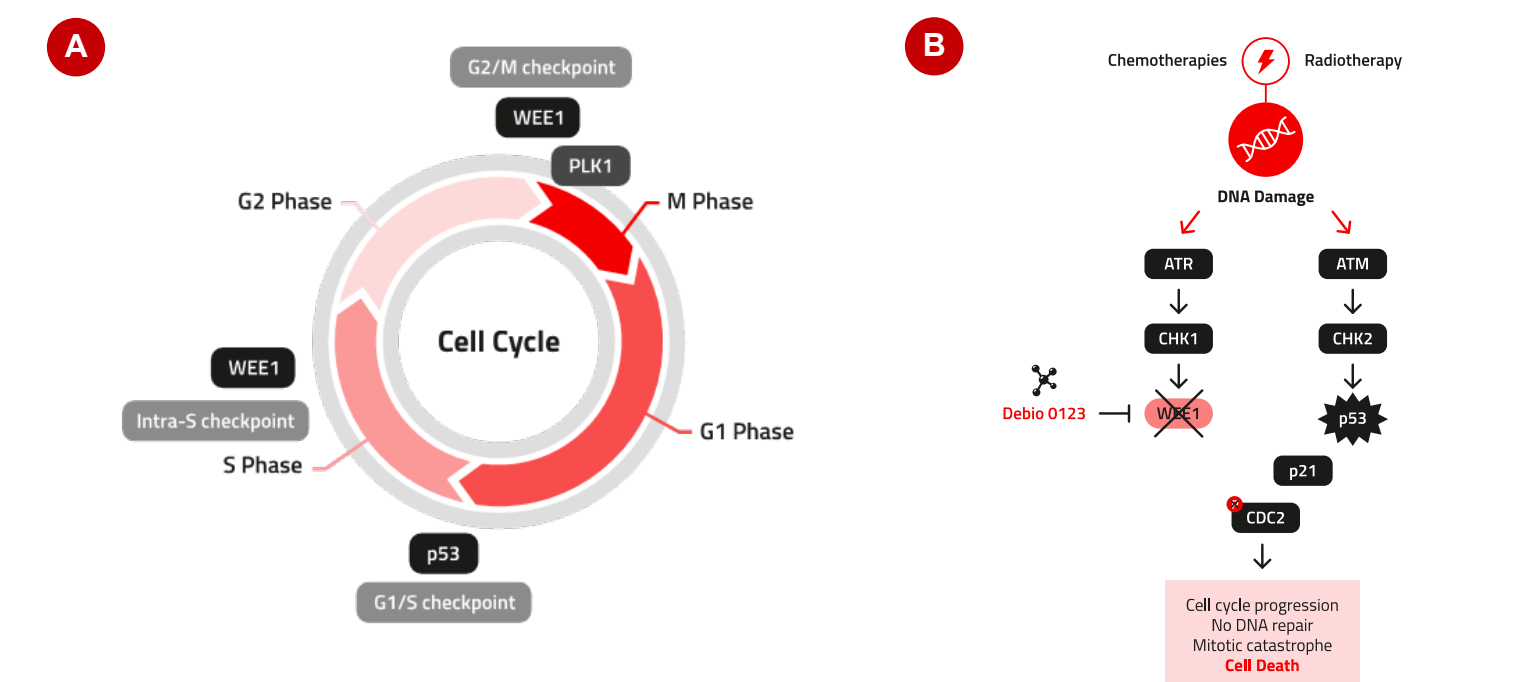 A
G2/M checkpoint
WEE1
PLK1
G2 Phase
M Phase
Cell Cycle
WEE1
Intra-S checkpoint
S Phase
G1 Phase
p53
G1/S checkpoint
B
Chemotherapies
Radiotherapy
DNA Damage
ATR
ATM
CHK1
CHK2
Debio 0123
WEE1
p53
p21
CDC2
Cell cycle progression
No DNA repair
Mitotic catastrophe
Cell Death